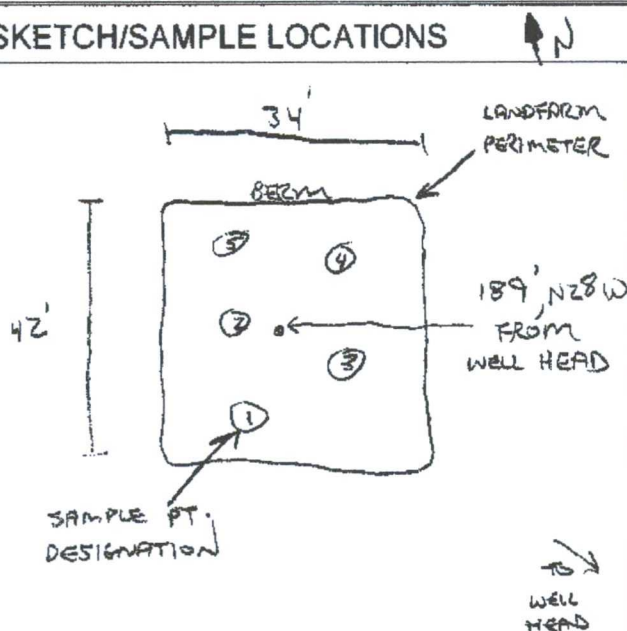 SKETCH/SAMPLE LOCATIONS
N
34'
LANDFARM
PERIMETER
BERM
5
4
42'
2
189', N28W
FROM
WELL HEAD
3
1
SAMPLE PT.
DESIGNATION
TO
WELL
HEAD